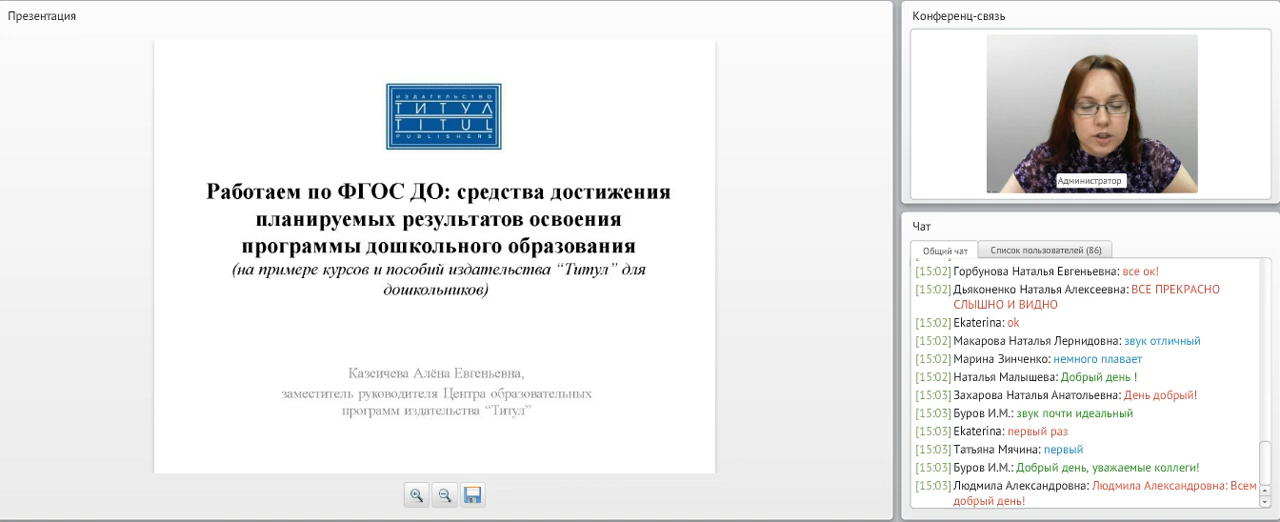 Презентация
ИЗДАТЕЛЬСТВО
ТИТУЛ
TITUL
PUBLISHERS
Работаем по ФГОС ДО: средства достижения
планируемых результатов освоения
программы дошкольного образования
(на примере курсов и пособий издательства “Титул” для
дошкольников)
Казеичева Алёна Евгеньевна,
заместитель руководителя Центра образовательных
программ издательства “Титул”
Конференц-связь
Администратор
Чат
Общий чат
Список пользователей (86)
[15:02] Горбунова Наталья Евгеньевна: все ок!
[15:02] Дьяконенко Наталья Алексеевна: ВСЕ ПРЕКРАСНО
СЛЫШНО И ВИДНО
[15:02] Ekaterina: ok
[15:02] Макарова Наталья Лернидовна: звук отличный
[15:02] Марина Зинченко: немного плавает
[15:02] Наталья Малышева: Добрый день !
[15:03] Захарова Наталья Анатольевна: День добрый!
[15:03] Буров И.М.: звук почти идеальный
[15:03] Ekaterina: первый раз
[15:03] Татьяна Мячина: первый
[15:03] Буров И.М.: Добрый день, уважаемые коллеги!
[15:03] Людмила Александровна: Людмила Александровна: Всем
добрый день!